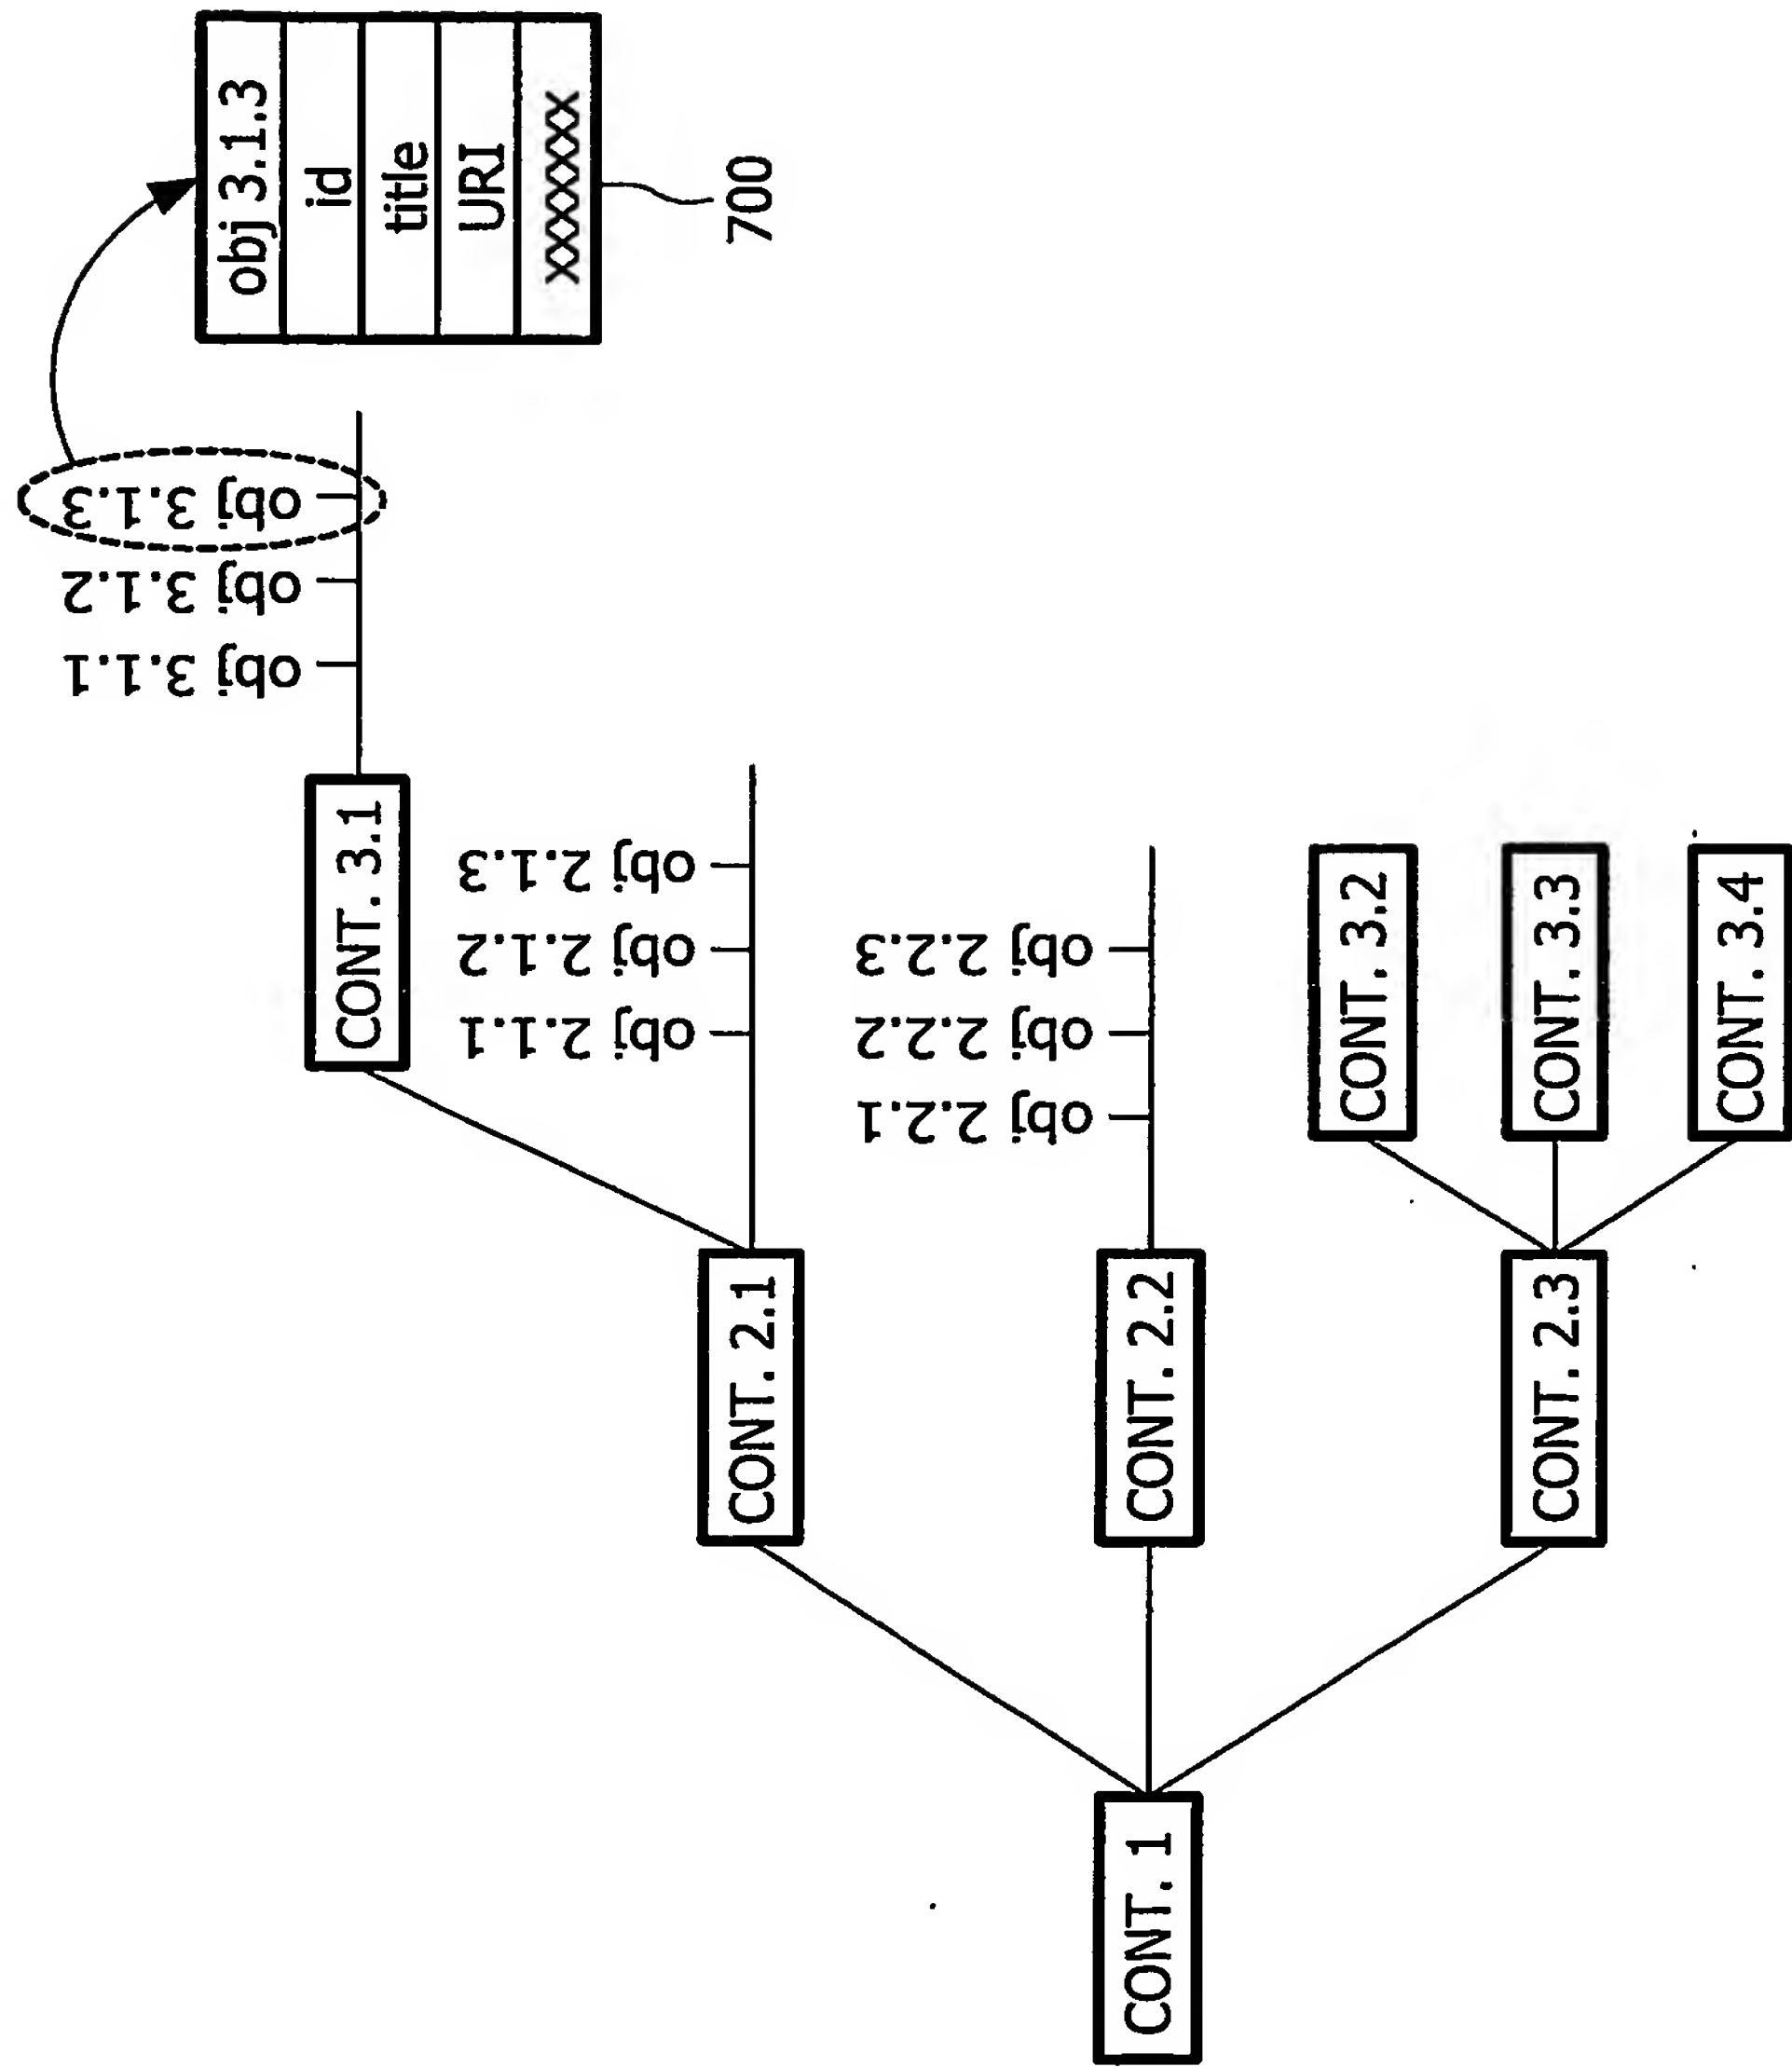 CONT. 1
CONT. 2.1
CONT. 2.2
CONT. 2.3
CONT. 3.1
CONT. 3.2
CONT. 3.3
CONT. 3.4
obj 2.1.1
obj 2.1.2
obj 2.1.3
obj 2.2.1
obj 2.2.2
obj 2.2.3
obj 3.1.1
obj 3.1.2
obj 3.1.3
obj 3.1.3
id
title
URI
XXXXXXX
700